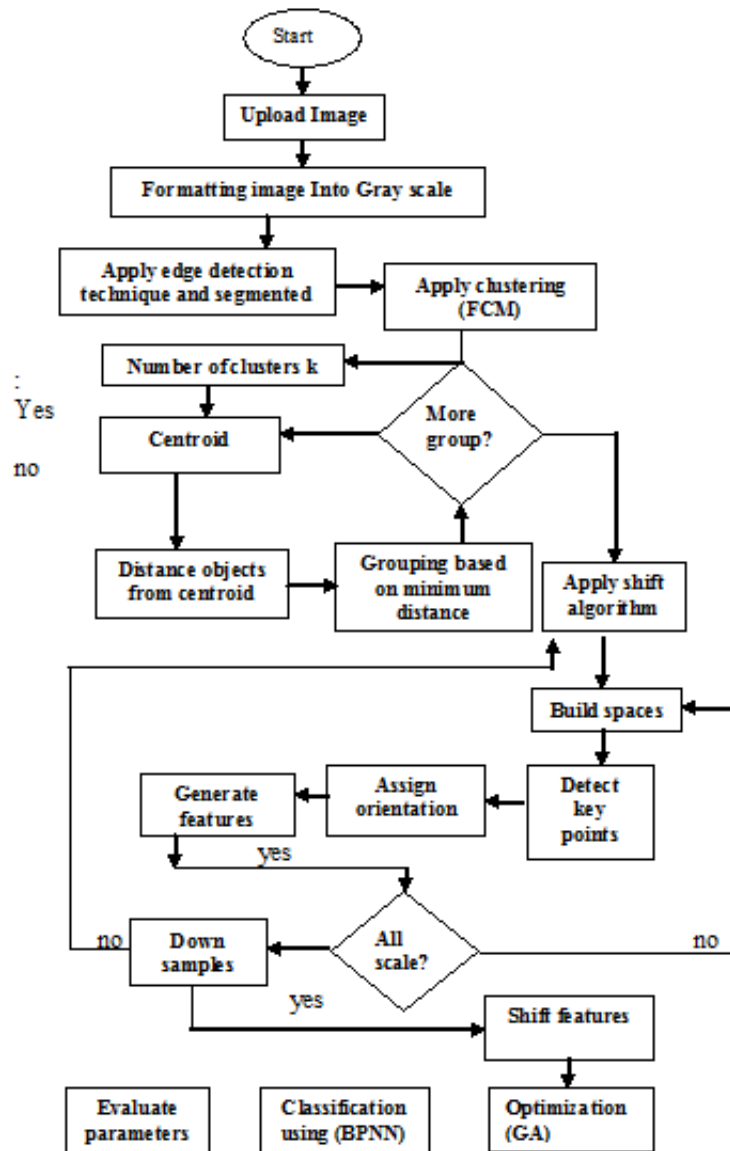 Start
Upload Image
Formatting image Into Gray scale
Apply edge detection
technique and segmented
Apply clustering
(FCM)
Number of clusters k
:
Yes
no
More
group?
Centroid
Distance objects
from centroid
Grouping based
on minimum
distance
Apply shift
algorithm
Build spaces
Detect
key
points
Assign
orientation
Generate
features
yes
All
scale?
no
Down
samples
no
yes
Shift features
Evaluate
parameters
Classification
using (BPNN)
Optimization
(GA)